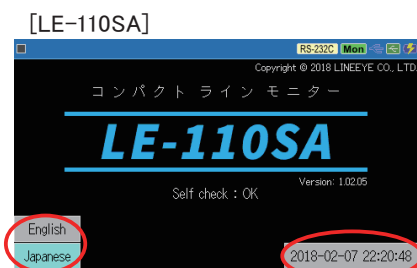 [LE-110SA]
RS-232C Mon
Copyright © 2018 LINEEYE CO., LTD.
コンパクト ライン モニター
LE-110SA
Version: 1.02.05
Self check : OK
English
Japanese
2018-02-07 22:20:48